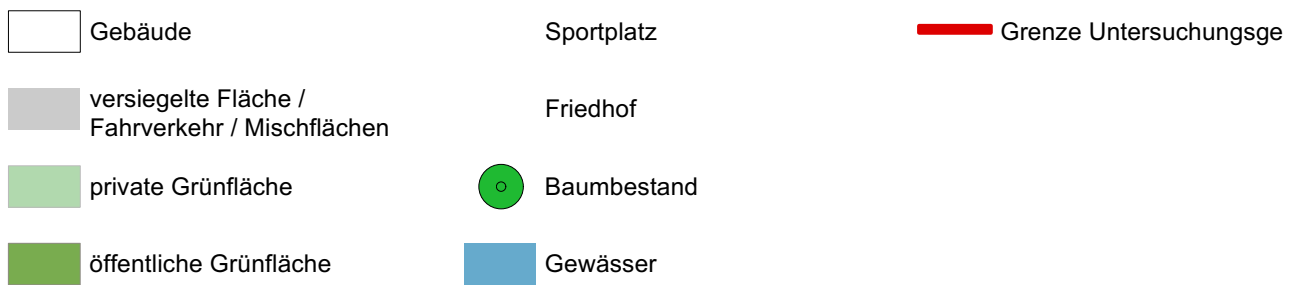 Gebäude
versiegelte Fläche /
Fahrverkehr / Mischflächen
private Grünfläche
öffentliche Grünfläche
Sportplatz
Friedhof
Baumbestand
Gewässer
Grenze Untersuchungsge